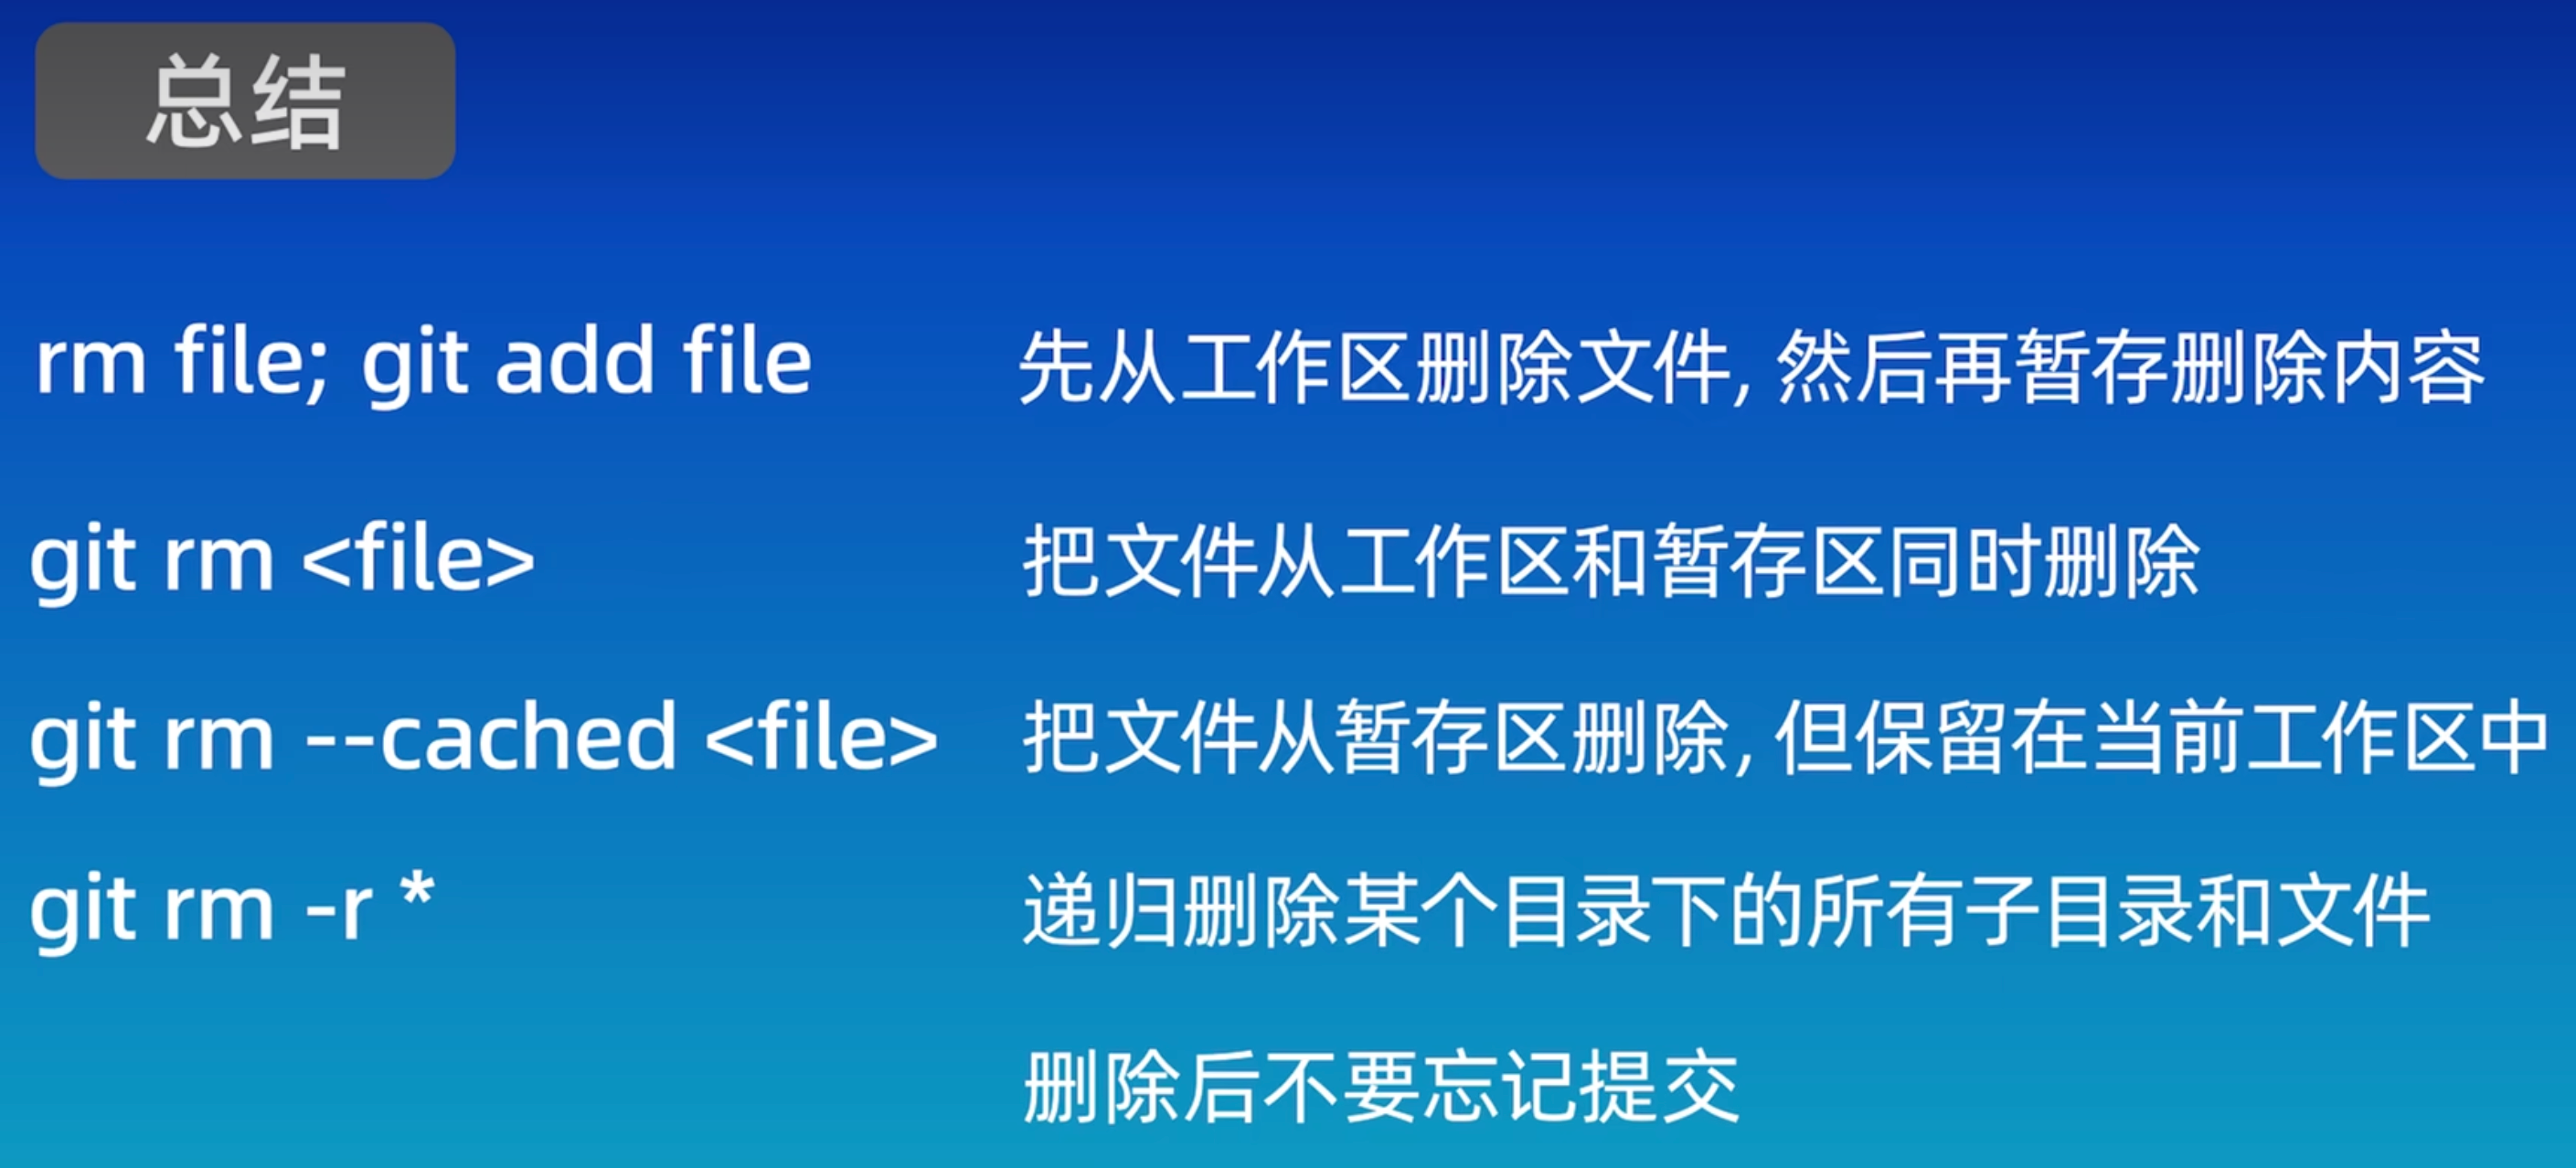 总结
rm file; git add file 先从工作区删除文件, 然后再暂存删除内容
git rm <file> 把文件从工作区和暂存区同时删除
git rm --cached <file> 把文件从暂存区删除, 但保留在当前工作区中
git rm -r * 递归删除某个目录下的所有子目录和文件
删除后不要忘记提交